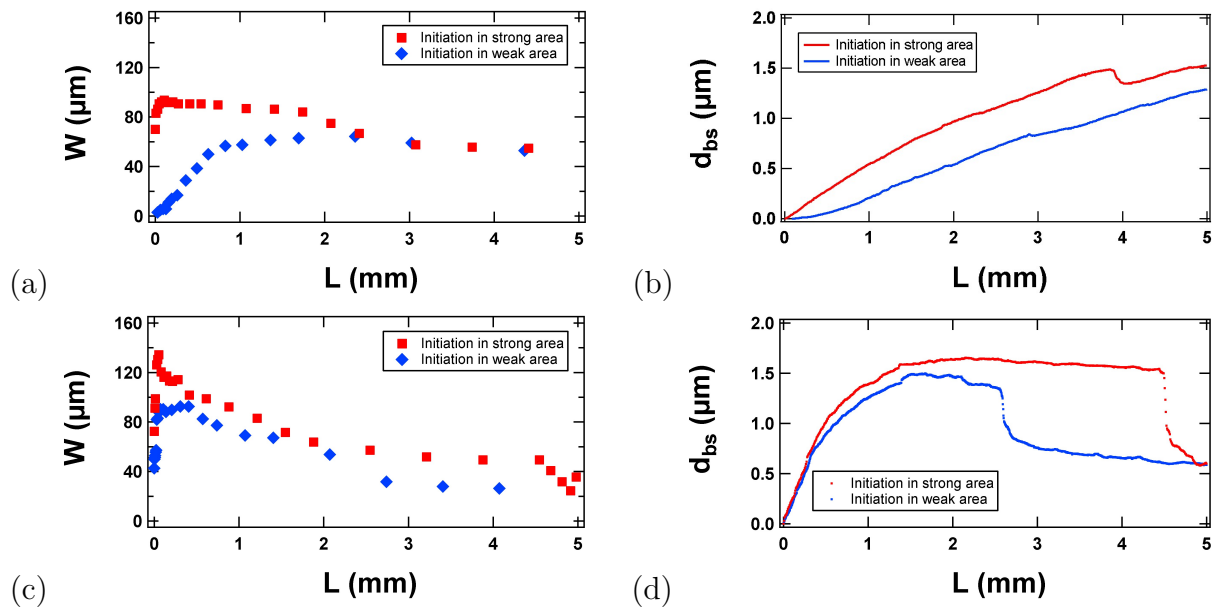 160
120
80
40
0
W (μm)
Initiation in strong area
Initiation in weak area
0 1 2 3 4 5
L (mm)
(a)
2.0
1.5
1.0
0.5
0.0
dbs (μm)
Initiation in strong area
Initiation in weak area
0 1 2 3 4 5
L (mm)
(b)
160
120
80
40
0
W (μm)
Initiation in strong area
Initiation in weak area
0 1 2 3 4 5
L (mm)
(c)
2.0
1.5
1.0
0.5
0.0
dbs (μm)
Initiation in strong area
Initiation in weak area
0 1 2 3 4 5
L (mm)
(d)